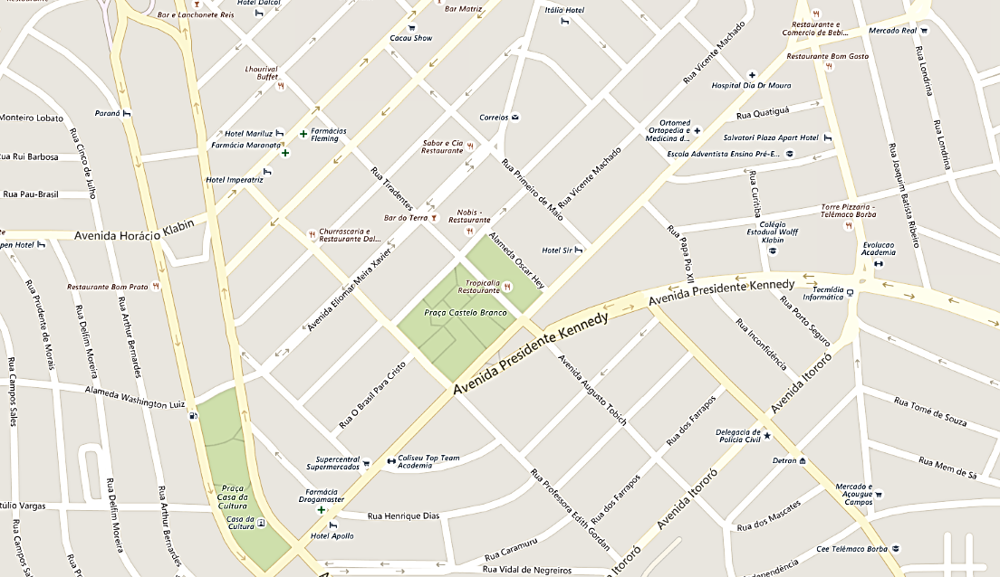 Hotel Dalcol
Bar e Lanchonete Reis
Bar Matriz
Itália Hotel
Cacau Show
Restaurante e
Comercio de Bebi...
Mercado Real
Rua Vicente Machado
Restaurante Bom Gosto
Rua Londrina
Lhourival
Buffet
Hospital Dia Dr Moura
Paraná
Monteiro Lobato
Correios
Rua Quatiguá
Farmácias
Fleming
Hotel Mariluz
Farmácia Maranata
Ortomed
Ortopedia e
Medicina d...
Salvatori Plaza Apart Hotel
Sabor e Cia
Restaurante
Escola Adventista Ensino Pré-E...
Rua Rui Barbosa
Rua Cinco de Julho
Hotel Imperatriz
Rua Tiradentes
Rua Primeiro de Maio
Rua Vicente Machado
Rua Curitiba
Rua Joaquim Batista Ribeiro
Rua Londrina
Rua Pau-Brasil
Bar do Terra
Nobis -
Restaurante
Torre Pizzaria -
Telêmaco Borba
Avenida Horácio Klabin
Churrascaria e
Restaurante Dal...
Colégio
Estadual Wolff
Klabin
Evolucao
Academia
pen Hotel
Hotel Sir
Alameda Oscar Hey
Rua Papa Pio XII
Restaurante Bom Prato
Avenida Eliomar Meira Xavier
Tropicalia
Restaurante
Praça Castelo Branco
Avenida Presidente Kennedy
Tecmídia
Informática
Rua Prudente de Morais
Rua Delfim Moreira
Rua Arthur Bernardes
Avenida Presidente Kennedy
Rua Porto Seguro
Rua Inconfidência
Rua Campos Sales
Rua O Brasil Para Cristo
Avenida Augusto Tobich
Avenida Itororó
Alameda Washington Luiz
Rua dos Farrapos
Rua Tomé de Souza
Delegacia de
Polícia Civil
Supercentral
Supermercados
Caliseu Top Team
Academia
Detran
Rua Mem de Sá
Praça
Casa da
Cultura
Farmácia
Drogamaster
Rua Professora Edith Gordan
Rua dos Farrapos
Avenida Itororó
Mercado e
Açougue
Campos
túlio Vargas
Rua Delfim Moreira
Rua Arthur Bernardes
Casa da
Cultura
Rua Henrique Dias
Hotel Apollo
Rua dos Mascates
Rua Campos S
Rua Caramuru
Rua Vidal de Negreiros
Avenida Itororó
Cee Telêmaco Borba
ndependência